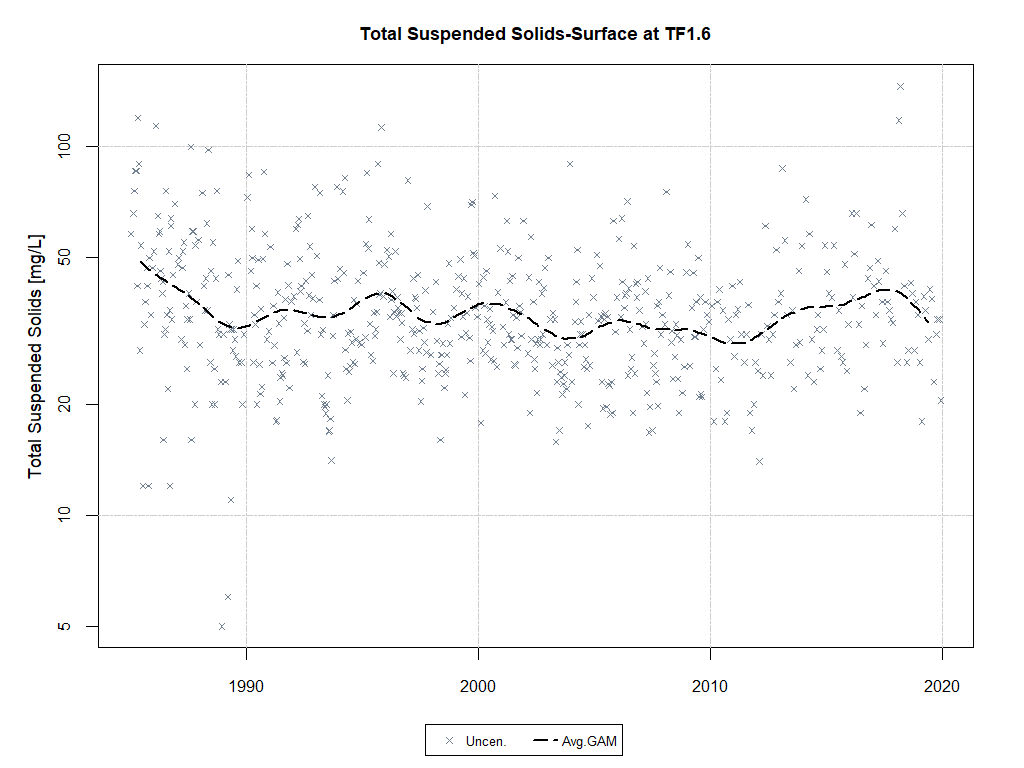 Total Suspended Solids-Surface at TF1.6
Total Suspended Solids [mg/L]
100
50
20
10
5
1990 2000 2010 2020
Uncen. Avg.GAM